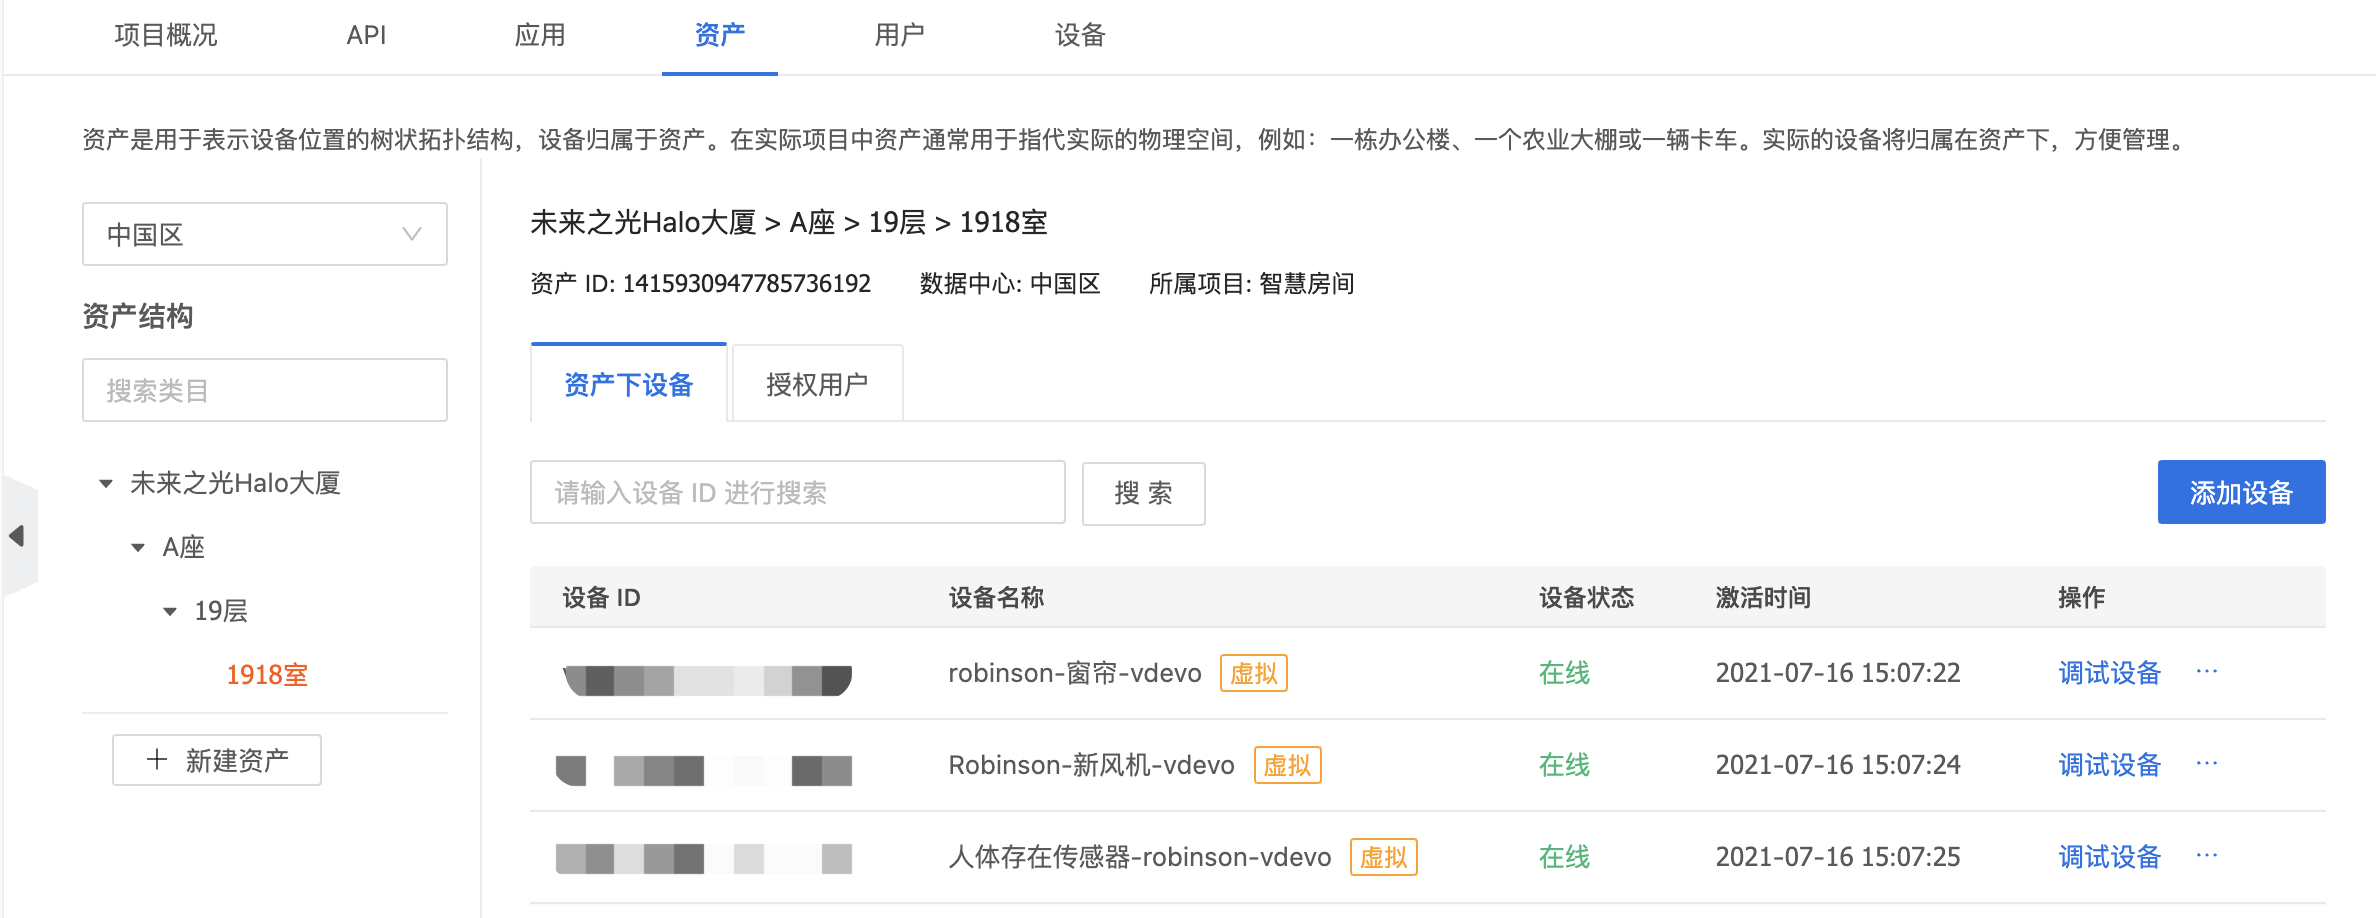 项目概况 API 应用 资产 用户 设备
资产是用于表示设备位置的树状拓扑结构，设备归属于资产。在实际项目中资产通常用于指代实际的物理空间，例如：一栋办公楼、一个农业大棚或一辆卡车。实际的设备将归属在资产下，方便管理。
中国区
资产结构
搜索类目
未来之光Halo大厦
A座
19层
1918室
新建资产
未来之光Halo大厦 > A座 > 19层 > 1918室
资产 ID: 1415930947785736192 数据中心: 中国区 所属项目: 智慧房间
资产下设备 授权用户
请输入设备 ID 进行搜索 搜 索 添加设备
设备 ID 设备名称 设备状态 激活时间 操作
robinson-窗帘-vdevo 虚拟 在线 2021-07-16 15:07:22 调试设备 ···
Robinson-新风机-vdevo 虚拟 在线 2021-07-16 15:07:24 调试设备 ···
人体存在传感器-robinson-vdevo 虚拟 在线 2021-07-16 15:07:25 调试设备 ···